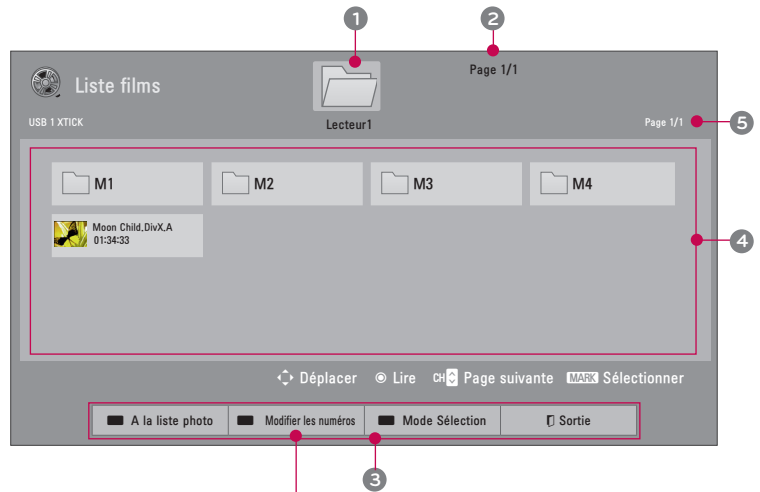 1
2
Liste films
Page 1/1
USB 1 XTICK
Lecteur1
Page 1/1
5
M1
M2
M3
M4
Moon Child_DivX_A
01:34:33
4
Déplacer
Lire
CH Page suivante
MARK Sélectionner
A la liste photo
Modifier les numéros
Mode Sélection
Sortie
3